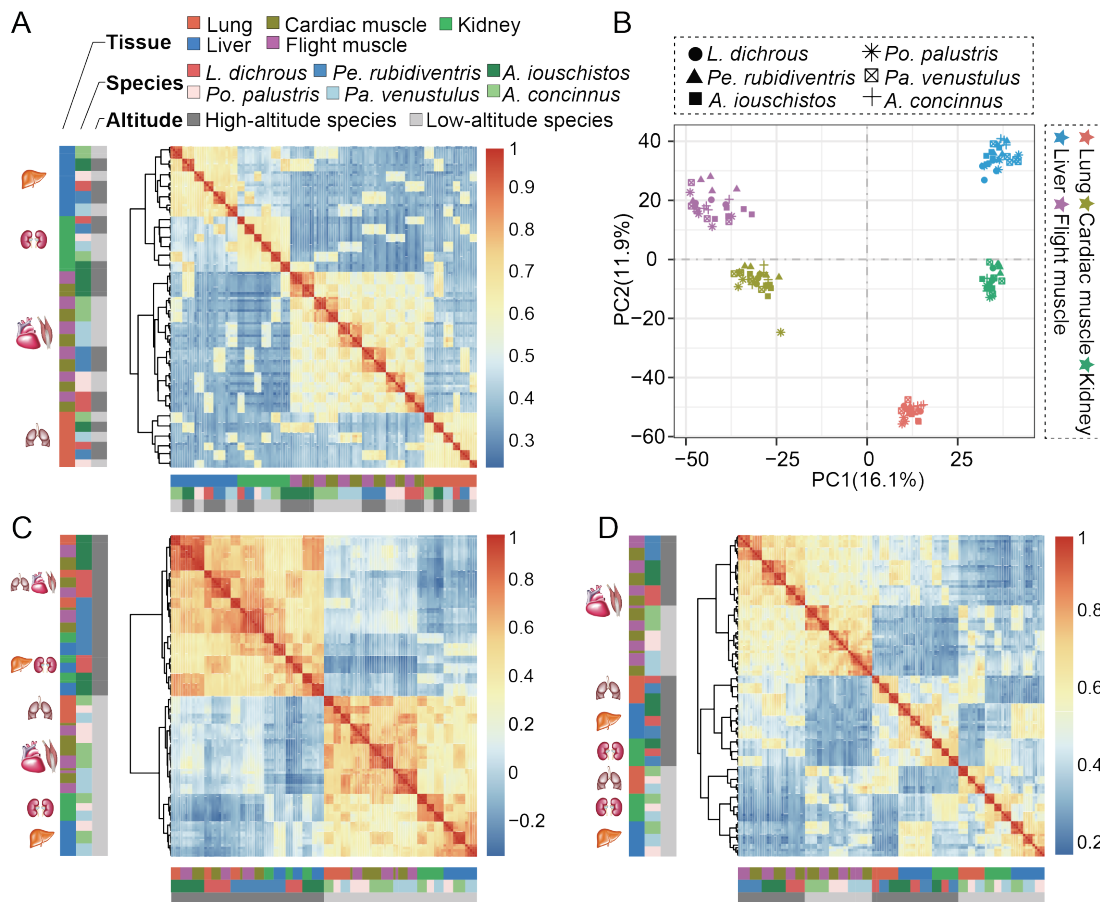 A
Tissue
Lung
Cardiac muscle
Kidney
Liver
Flight muscle
Species
L. dichrous
Pe. rubidiventris
A. iouschistos
Po. palustris
Pa. venustulus
A. concinnus
Altitude
High-altitude species
Low-altitude species
1
0.9
0.8
0.7
0.6
0.5
0.4
0.3
B
L. dichrous
Po. palustris
Pe. rubidiventris
Pa. venustulus
A. iouschistos
A. concinnus
40
20
0
−20
−40
−60
PC2(11.9%)
−50
−25
0
25
PC1(16.1%)
Lung
Cardiac muscle
Kidney
Liver
Flight muscle
C
1
0.8
0.6
0.4
0.2
0
−0.2
D
1
0.8
0.6
0.4
0.2